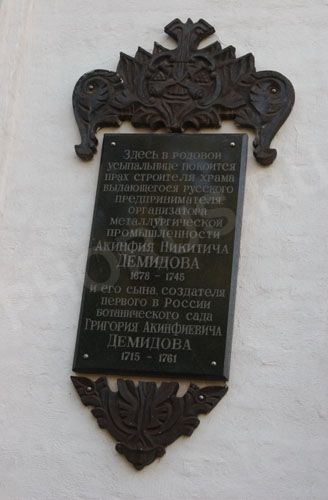 Здесь в родовой
усыпальнице покоится
прах строителя храма
выдающегося русского
предпринимателя
организатора
металлургической
промышленности
Акинфия Никитича
Демидова
1678 - 1745
и его сына, создателя
первого в России
ботанического сада
Григория Акинфиевича
Демидова
1715 - 1761